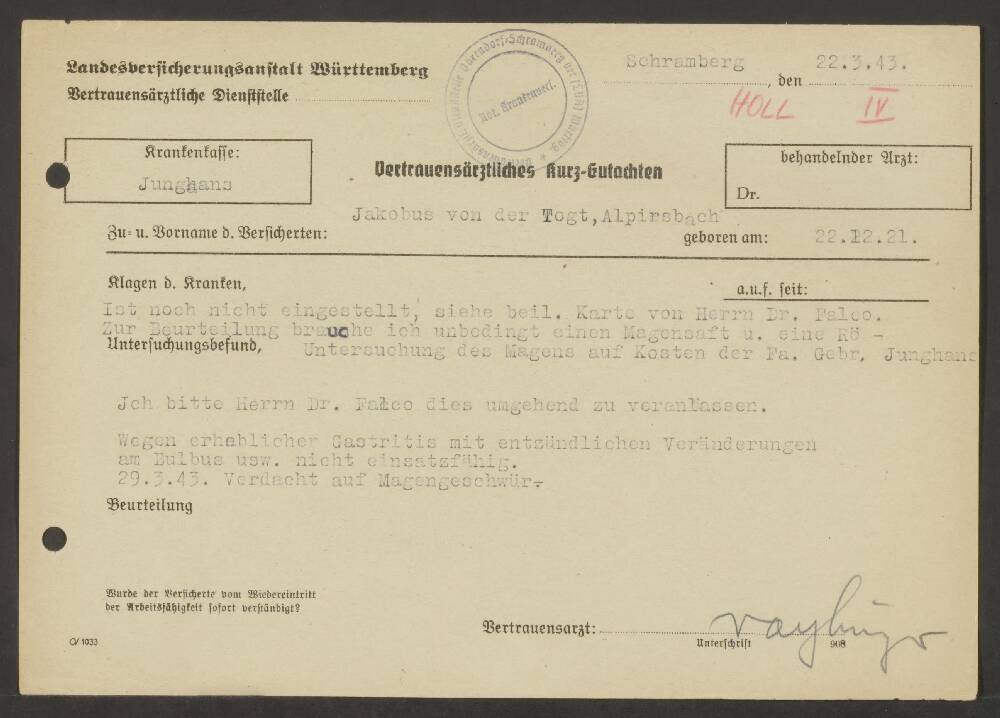 Landesversicherungsanstalt Württemberg
Vertrauensärztliche Dienststelle
Abt. Krankenvers.
Schramberg, den 22.3.43.
HOLL IV
Krankenkasse:
Junghans
Vertrauensärztliches Kurz-Gutachten
behandelnder Arzt:
Dr.
Jakobus von der Togt, Alpirsbach
Zu- u. Vorname d. Versicherten:
geboren am: 22.12.21.
Klagen d. Kranken,
a.u.f. seit:
Ist noch nicht eingestellt, siehe beil. Karte von Herrn Dr. Falco.
Zur Beurteilung brauche ich unbedingt einen Magensaft u. eine Rö -
Untersuchungsbefund, Untersuchung des Magens auf Kosten der Fa. Gebr. Junghans
Jch bitte Herrn Dr. Falco dies umgehend zu veranlassen.
Wegen erheblicher Gastritis mit entzündlichen Veränderungen
am Bulbus usw. nicht einsatzfähig.
29.3.43. Verdacht auf Magengeschwür-
Beurteilung
Wurde der Versicherte vom Wiedereintritt
der Arbeitsfähigkeit sofort verständigt?
Vertrauensarzt:
Unterschrift 908
CV 1033